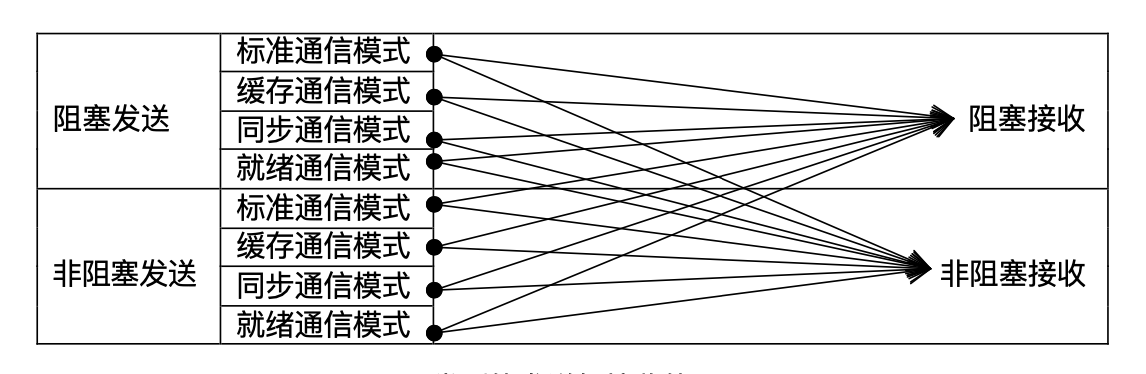 标准通信模式
缓存通信模式
阻塞发送
同步通信模式
就绪通信模式
阻塞接收
标准通信模式
缓存通信模式
非阻塞发送
同步通信模式
就绪通信模式
非阻塞接收